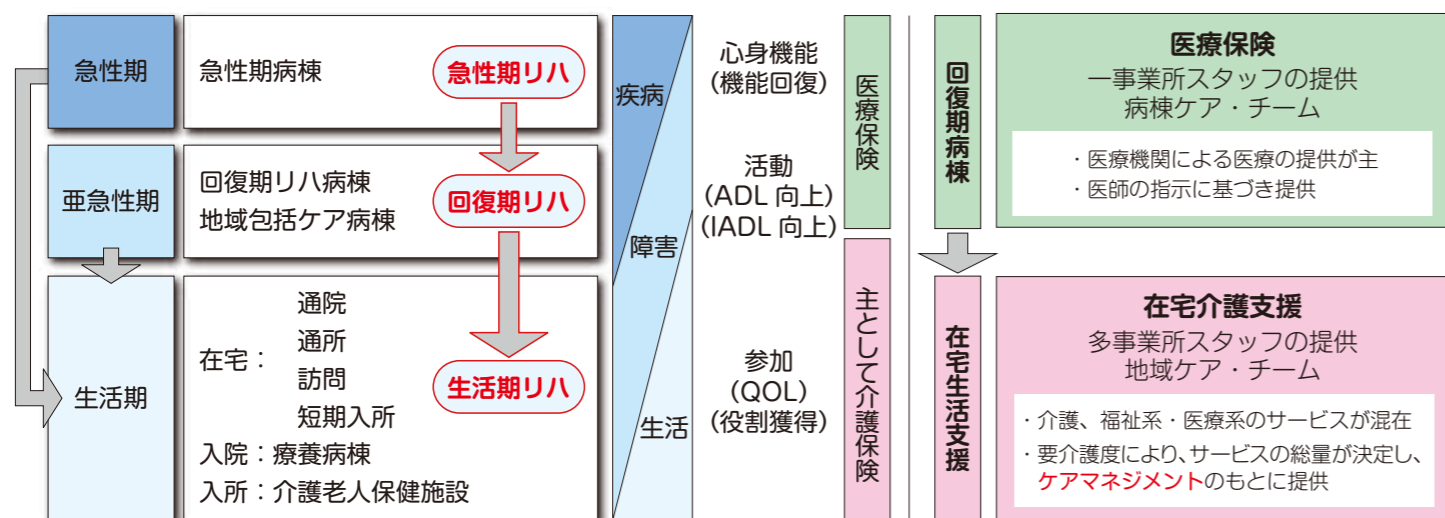 急性期
急性期病棟
急性期リハ
亜急性期
回復期リハ病棟
地域包括ケア病棟
回復期リハ
生活期
在宅：
通院
通所
訪問
短期入所
入院：療養病棟
入所：介護老人保健施設
生活期リハ
疾病
障害
生活
心身機能
(機能回復)
活動
(ADL 向上)
(IADL 向上)
参加
(QOL)
(役割獲得)
医療保険
主として介護保険
回復期病棟
在宅生活支援
医療保険
一事業所スタッフの提供
病棟ケア・チーム
・医療機関による医療の提供が主
・医師の指示に基づき提供
在宅介護支援
多事業所スタッフの提供
地域ケア・チーム
・介護、福祉系・医療系のサービスが混在
・要介護度により、サービスの総量が決定し、
ケアマネジメントのもとに提供